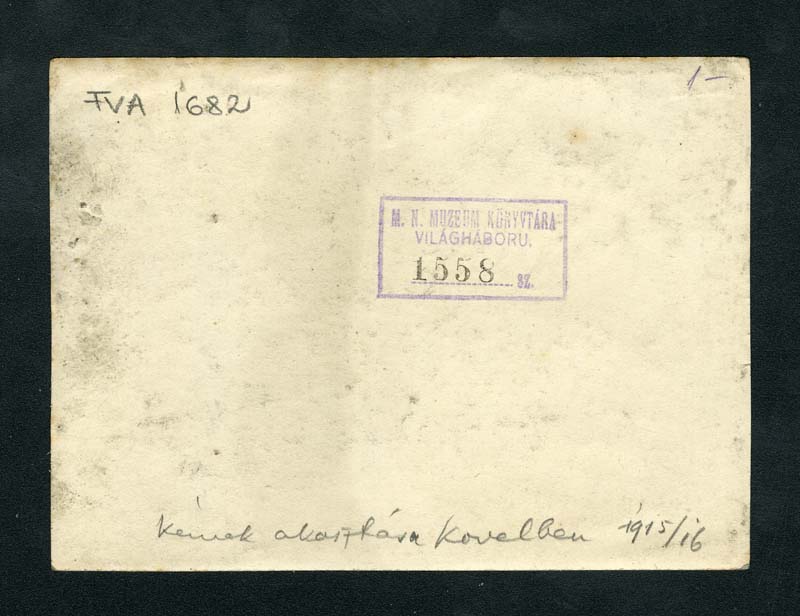 FVA 1682
1-
M. N. MUZEUM KÖNYVTÁRA
VILÁGHÁBORU.
1558 sz.
Kémek akasztása Kovelben 1915/16